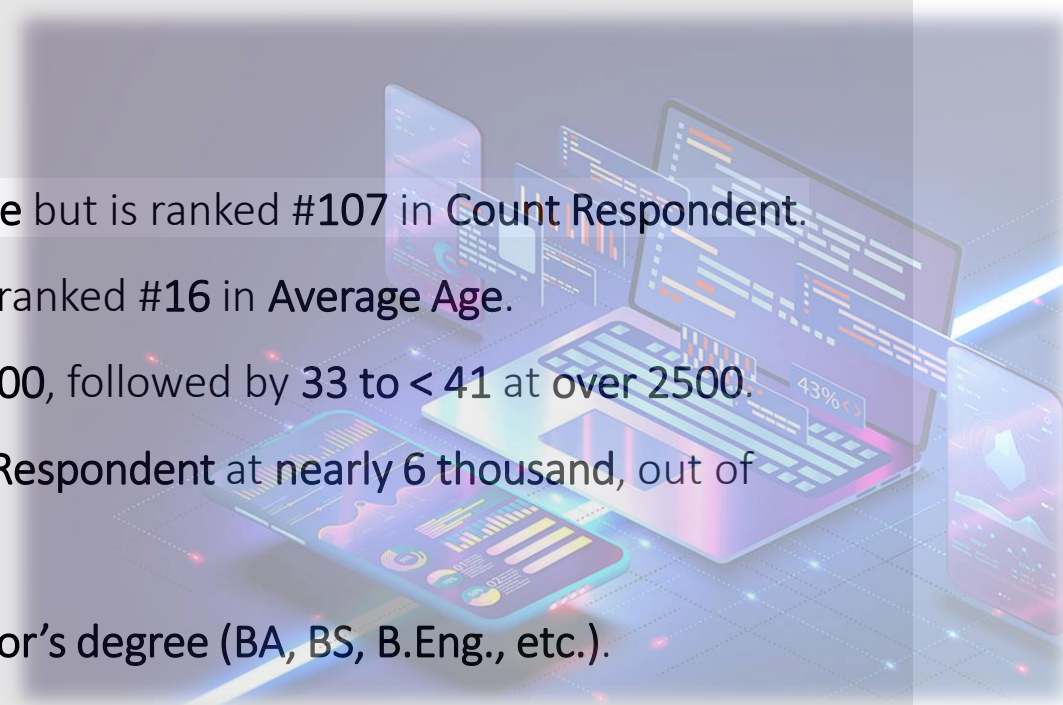 e but is ranked #107 in Count Respondent.
ranked #16 in Average Age.
00, followed by 33 to < 41 at over 2500.
43%<>
Respondent at nearly 6 thousand, out of
or's degree (BA, BS, B.Eng., etc.).